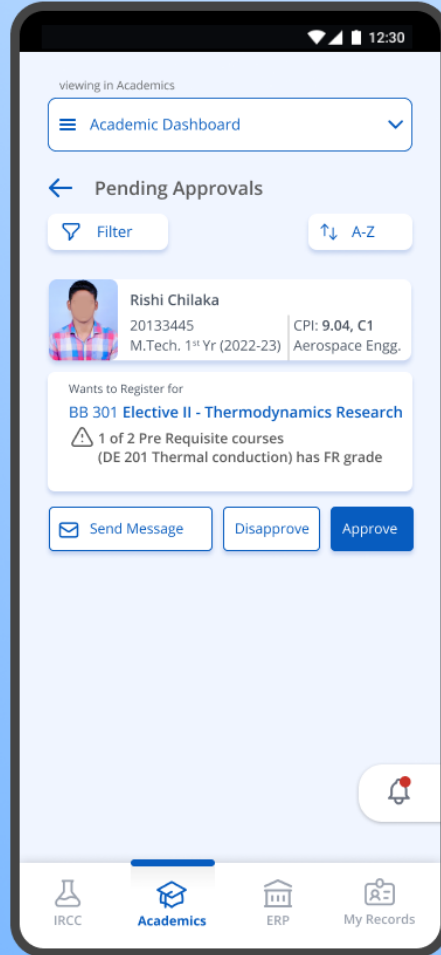 12:30
viewing in Academics
Academic Dashboard
Pending Approvals
Filter
A-Z
Rishi Chilaka
20133445
CPI: 9.04, C1
M.Tech. 1st Yr (2022-23)
Aerospace Engg.
Wants to Register for
BB 301 Elective II - Thermodynamics Research
1 of 2 Pre Requisite courses
(DE 201 Thermal conduction) has FR grade
Send Message
Disapprove
Approve
IRCC
Academics
ERP
My Records